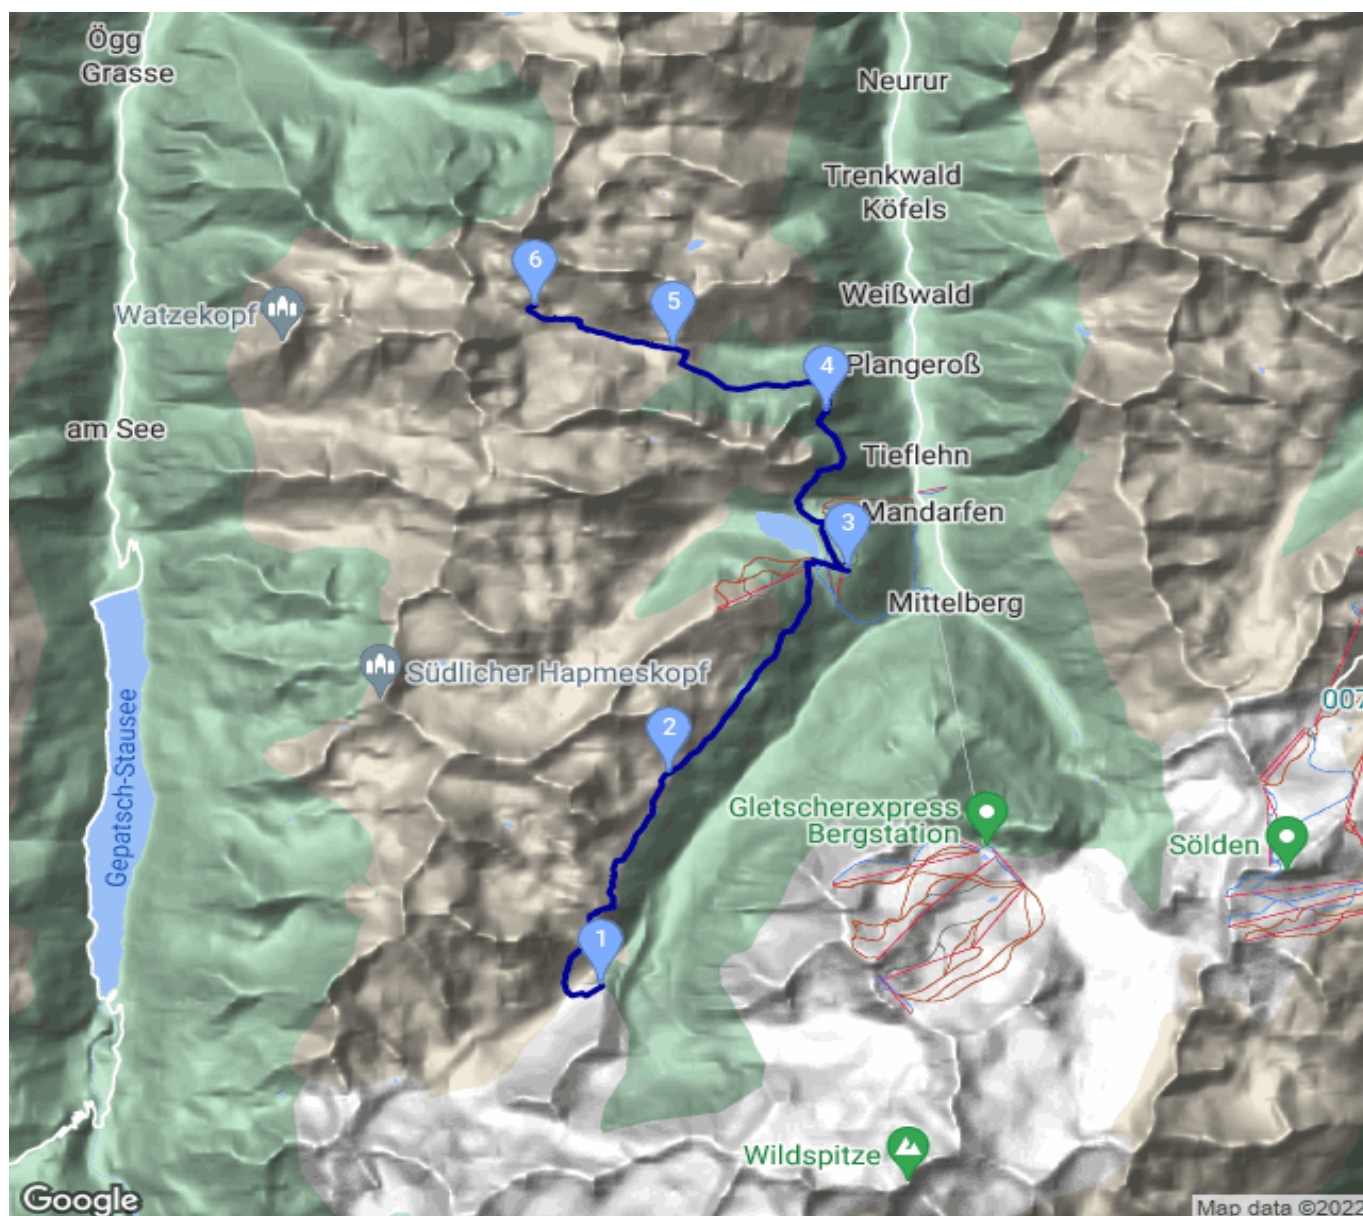 Ögg
Grasse
Neurur
Trenkwald
Köfels
6
5
Weißwald
Watzekopf
4
Plangeroß
am See
Tieflehn
3
Mandarfen
Mittelberg
Südlicher Hapmeskopf
007
2
Gepatsch-Stausee
Gletscherexpress
Bergstation
Sölden
1
Wildspitze
Google
Map data ©2022